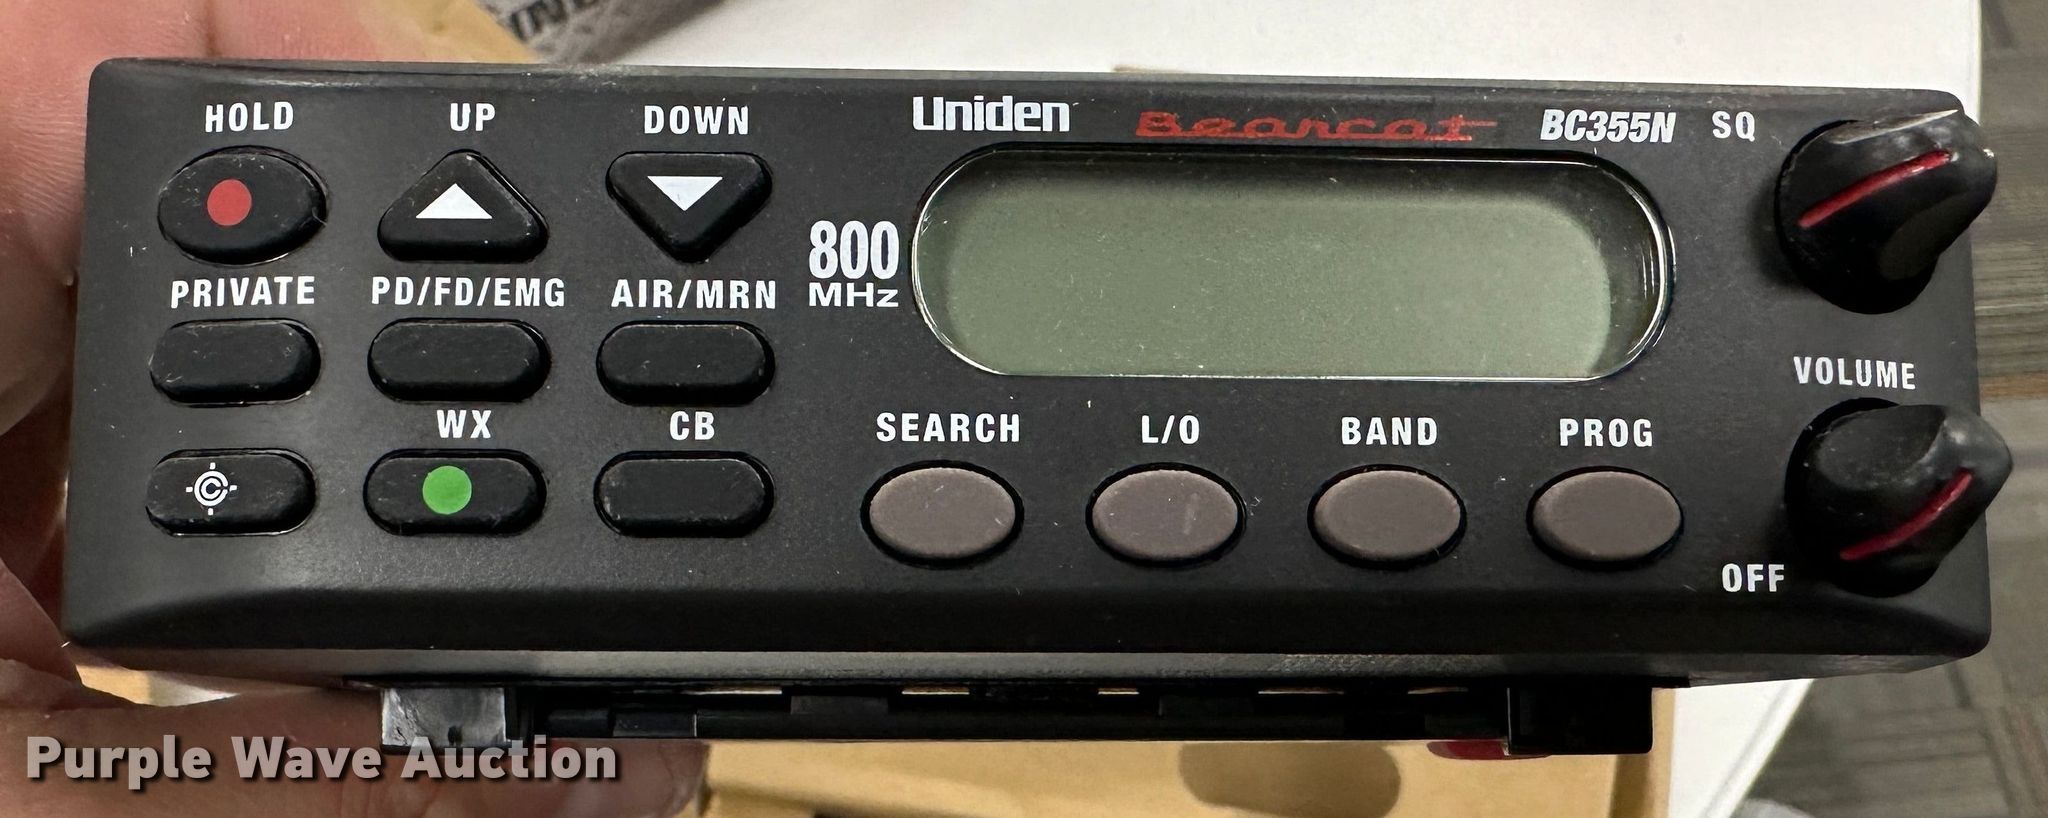 HOLD UP DOWN Uniden Bearcat BC355N SQ
PRIVATE PD/FD/EMG AIR/MRN 800
MHz
VOLUME
WX CB SEARCH L/O BAND PROG
C
OFF
Purple Wave Auction